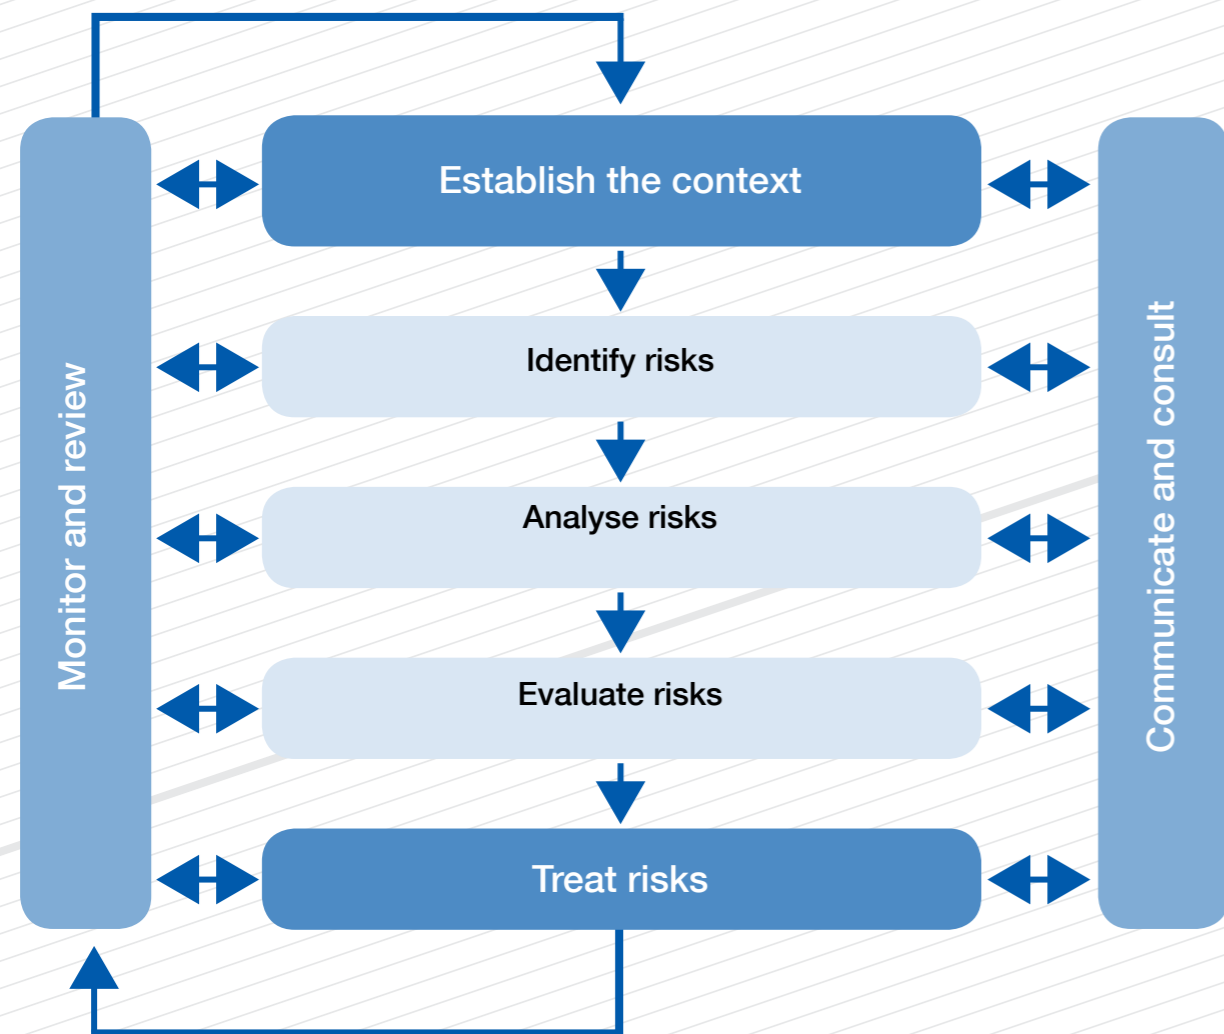 Establish the context
Identify risks
Analyse risks
Evaluate risks
Treat risks
Monitor and review
Communicate and consult